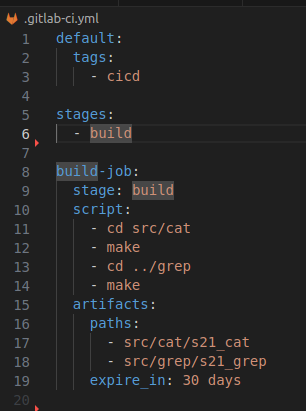 .gitlab-ci.yml
1 default:
2   tags:
3     - cicd
4
5 stages:
6   - build
7
8 build-job:
9   stage: build
10   script:
11     - cd src/cat
12     - make
13     - cd ../grep
14     - make
15   artifacts:
16     paths:
17       - src/cat/s21_cat
18       - src/grep/s21_grep
19     expire_in: 30 days
20